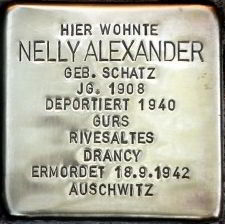 HIER WOHNTE
NELLY ALEXANDER
GEB. SCHATZ
JG. 1908
DEPORTIERT 1940
GURS
RIVESALTES
DRANCY
ERMORDET 18.9.1942
AUSCHWITZ